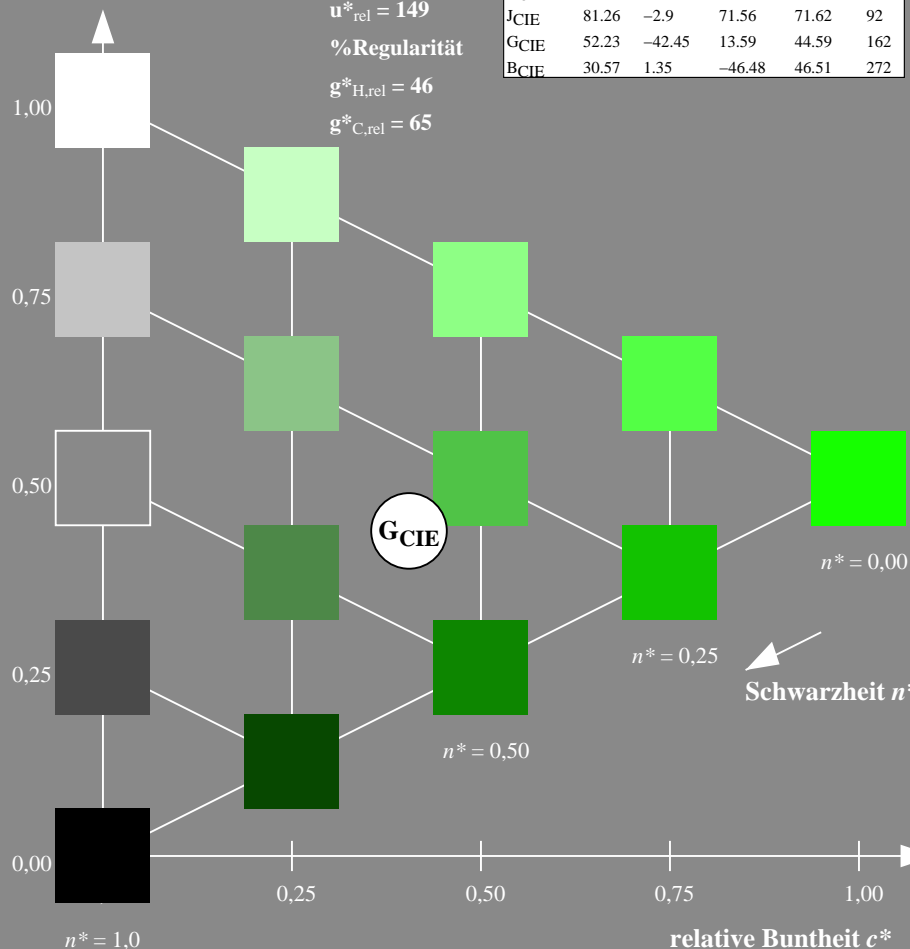 u*rel = 149
%Regularität
g*H,rel = 46
g*C,rel = 65
JCIE 81.26 −2.9 71.56 71.62 92
GCIE 52.23 −42.45 13.59 44.59 162
BCIE 30.57 1.35 −46.48 46.51 272
1,00
0,75
0,50
GCIE
n* = 0,00
n* = 0,25
0,25
Schwarzheit n*
n* = 0,50
0,00
0,25 0,50 0,75 1,00
n* = 1,0
relative Buntheit c*